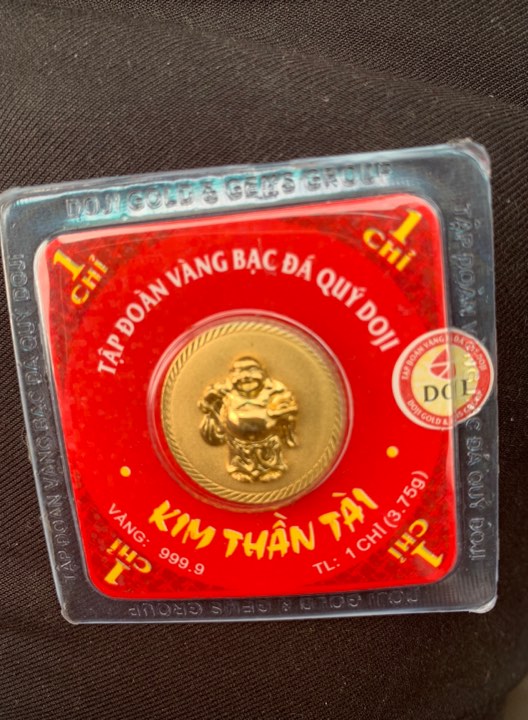 DOJI GOLD & GEMS GROUP
1
CHỈ
1
CHỈ
TẬP ĐOÀN VÀNG BẠC ĐÁ QUÝ DOJI
KIM THẦN TÀI
VÀNG: 999.9
TL: 1 CHỈ (3.75g)
1
CHỈ
1
CHỈ
TẬP ĐOÀN VÀNG BẠC ĐÁ QUÝ DOJI
DOJI GOLD & GEMS GROUP